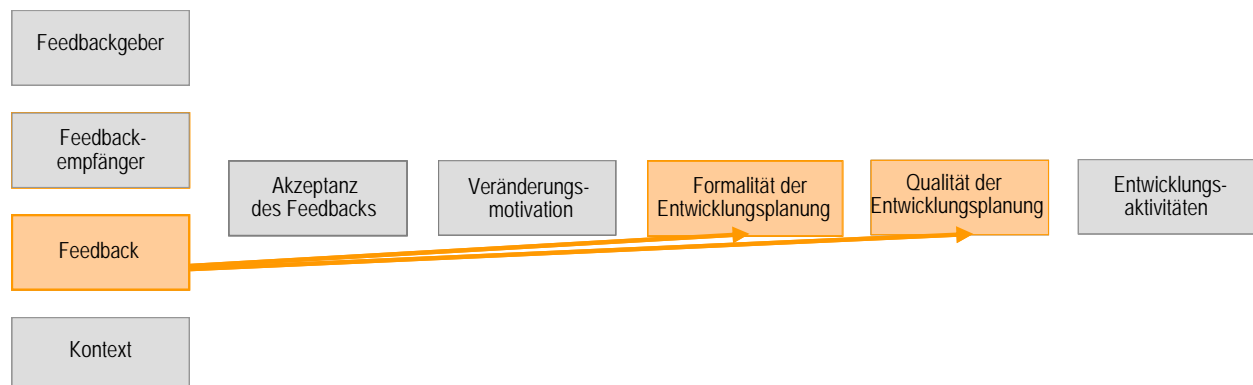 Feedbackgeber
Feedback-
empfänger
Feedback
Kontext
Akzeptanz
des Feedbacks
Veränderungs-
motivation
Formalität der
Entwicklungsplanung
Qualität der
Entwicklungsplanung
Entwicklungs-
aktivitäten